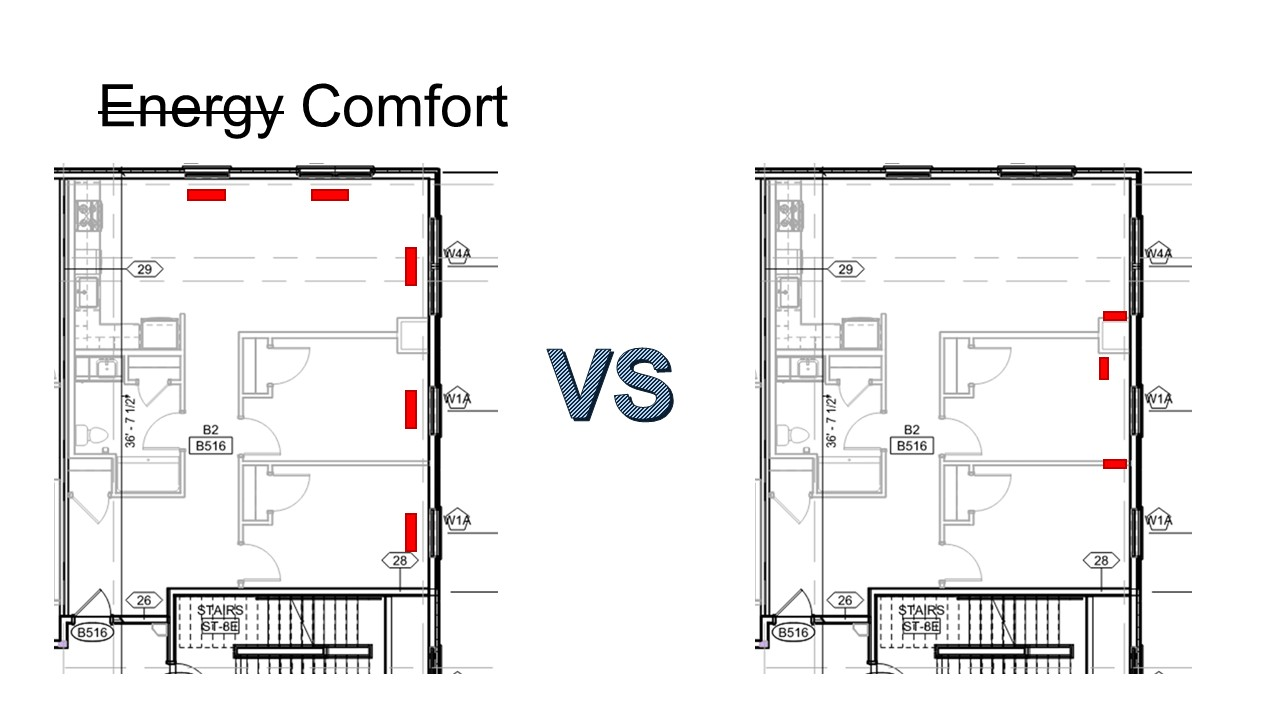 Energy Comfort
W4A
29
W1A
36' - 7 1/2"
B2
B516
W1A
28
26
STAIRS
ST-8E
B516
VS
W4A
29
W1A
36' - 7 1/2"
B2
B516
W1A
28
26
STAIRS
ST-8E
B516